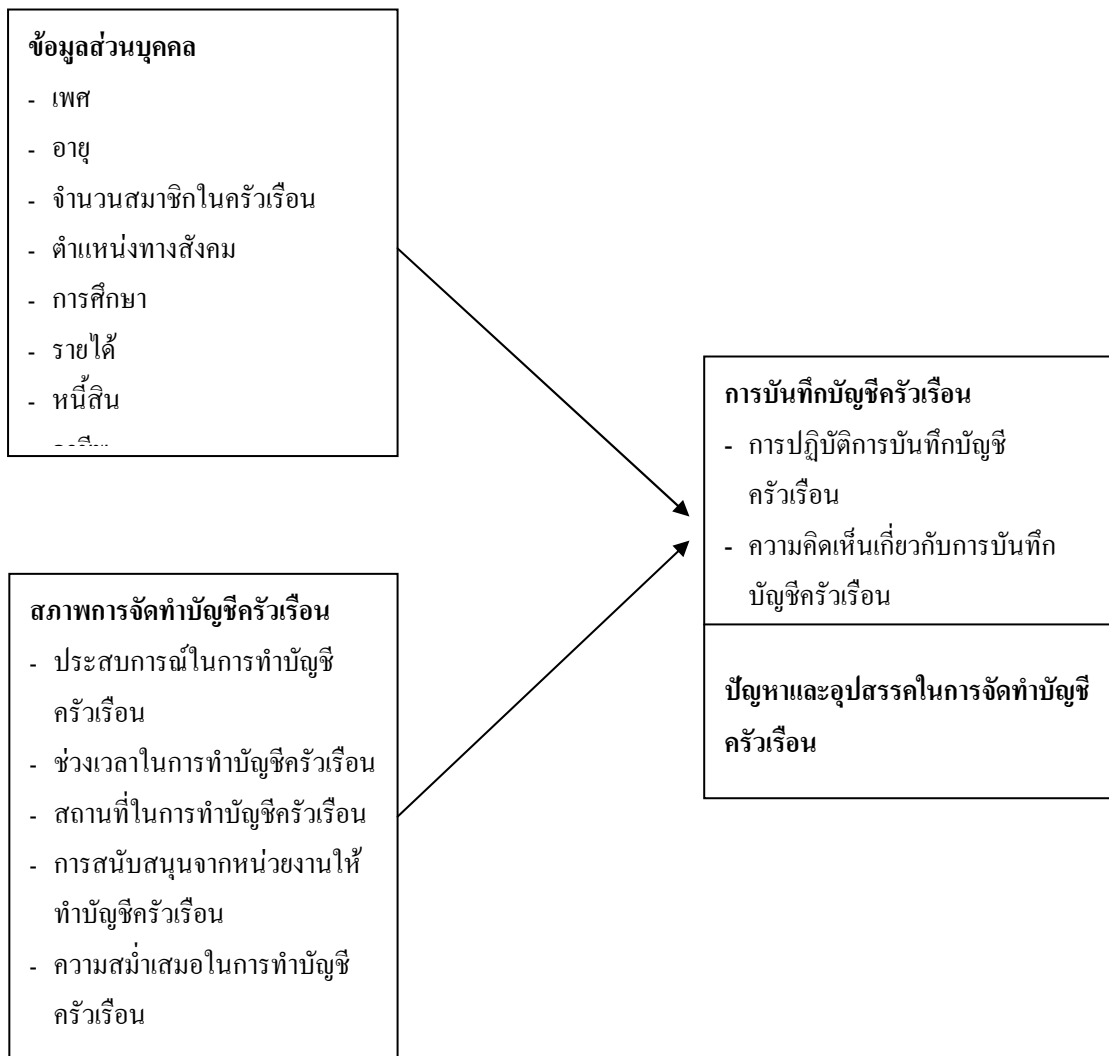 ข้อมูลส่วนบุคคล
- เพศ
- อายุ
- จำนวนสมาชิกในครัวเรือน
- ตำแหน่งทางสังคม
- การศึกษา
- รายได้
- หนี้สิน
สภาพการจัดทำบัญชีครัวเรือน
- ประสบการณ์ในการทำบัญชี
ครัวเรือน
- ช่วงเวลาในการทำบัญชีครัวเรือน
- สถานที่ในการทำบัญชีครัวเรือน
- การสนับสนุนจากหน่วยงานให้
ทำบัญชีครัวเรือน
- ความสม่ำเสมอในการทำบัญชี
ครัวเรือน
การบันทึกบัญชีครัวเรือน
- การปฏิบัติการบันทึกบัญชี
ครัวเรือน
- ความคิดเห็นเกี่ยวกับการบันทึก
บัญชีครัวเรือน
ปัญหาและอุปสรรคในการจัดทำบัญชี
ครัวเรือน